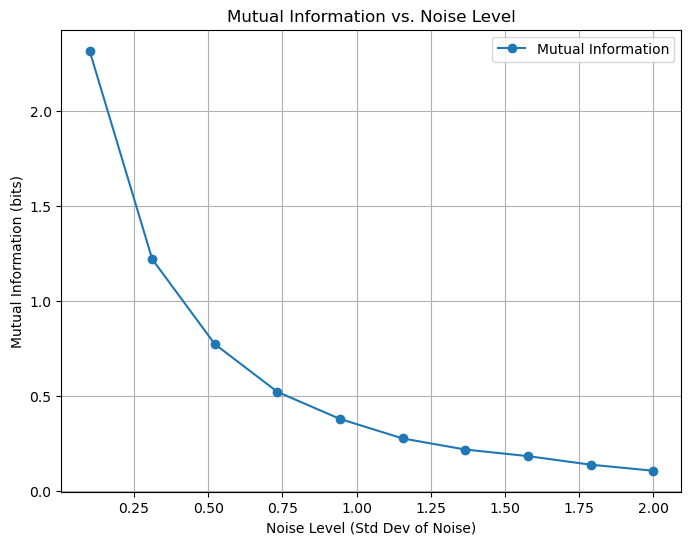 Mutual Information vs. Noise Level
Mutual Information
2.0
1.5
1.0
0.5
0.0
Mutual Information (bits)
0.25 0.50 0.75 1.00 1.25 1.50 1.75 2.00
Noise Level (Std Dev of Noise)